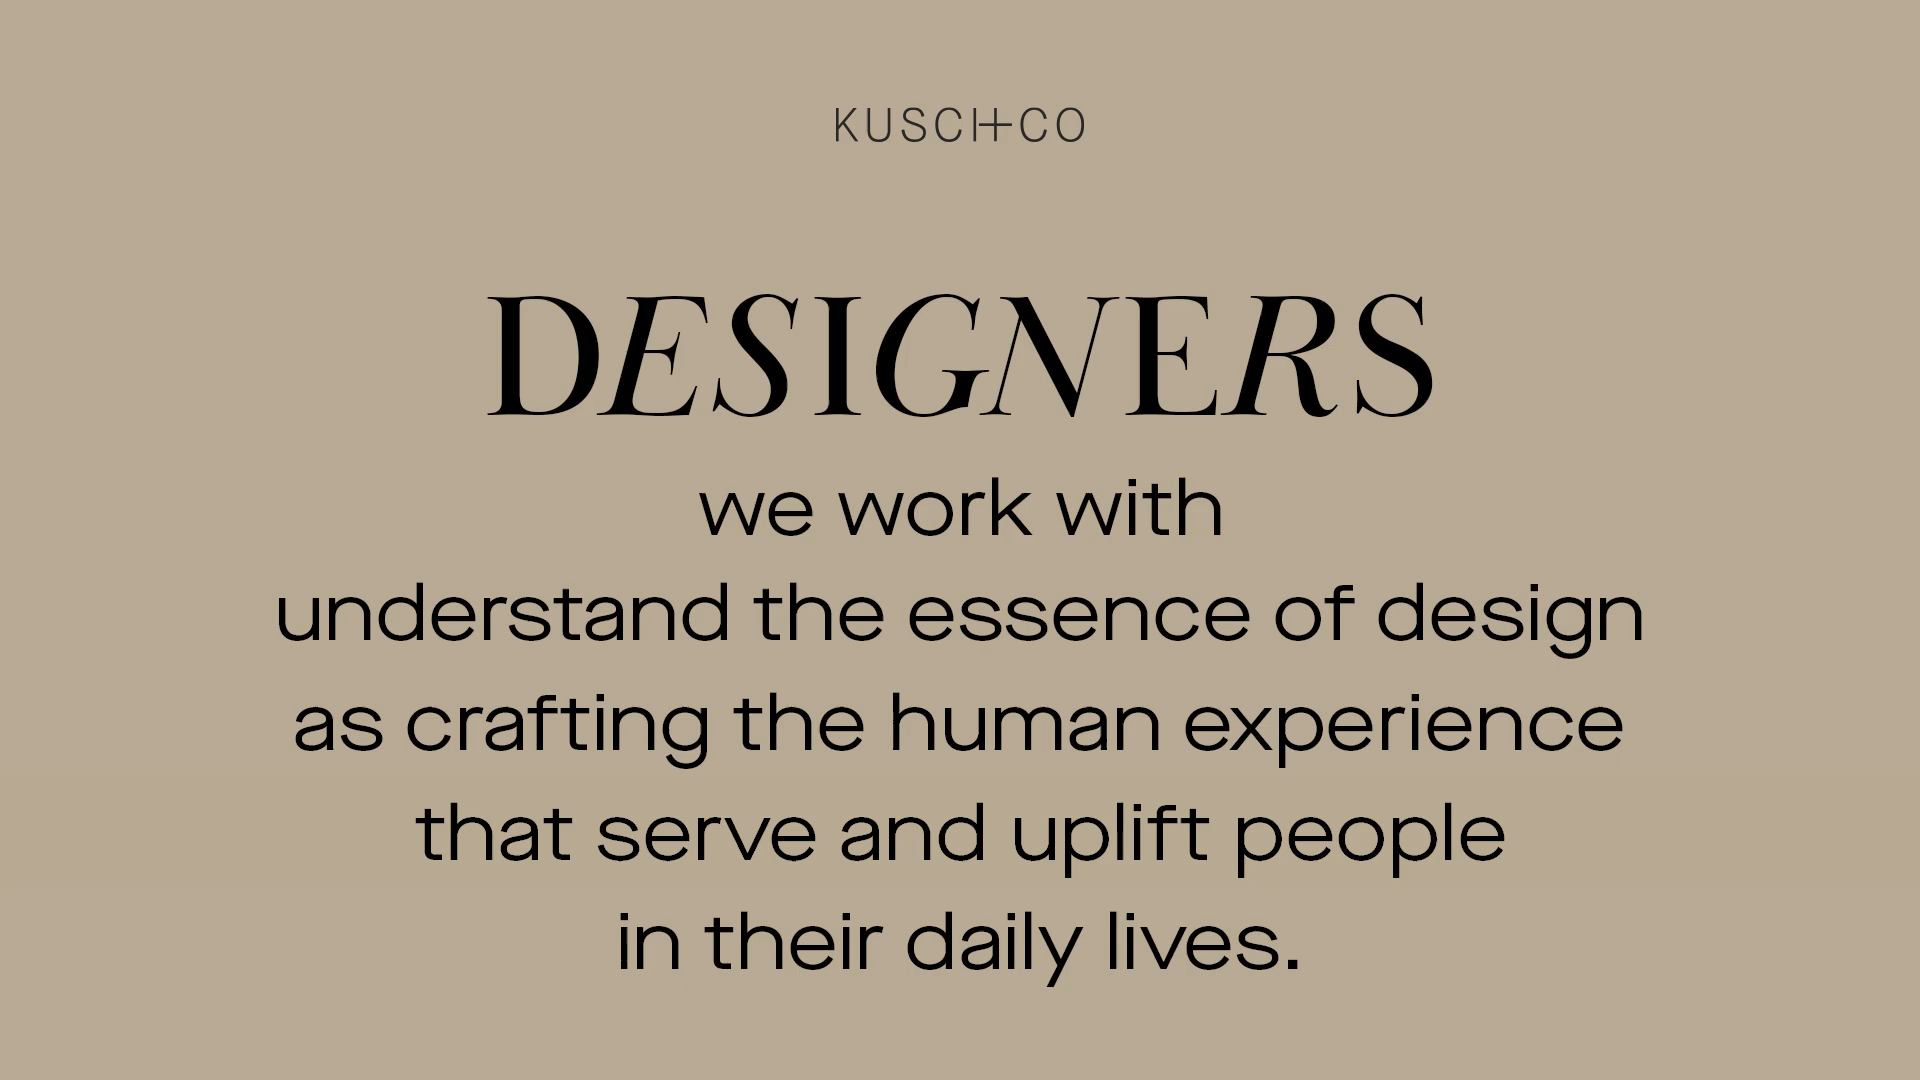 KUSCH+CO
DESIGNERS
we work with
understand the essence of design
as crafting the human experience
that serve and uplift people
in their daily lives.